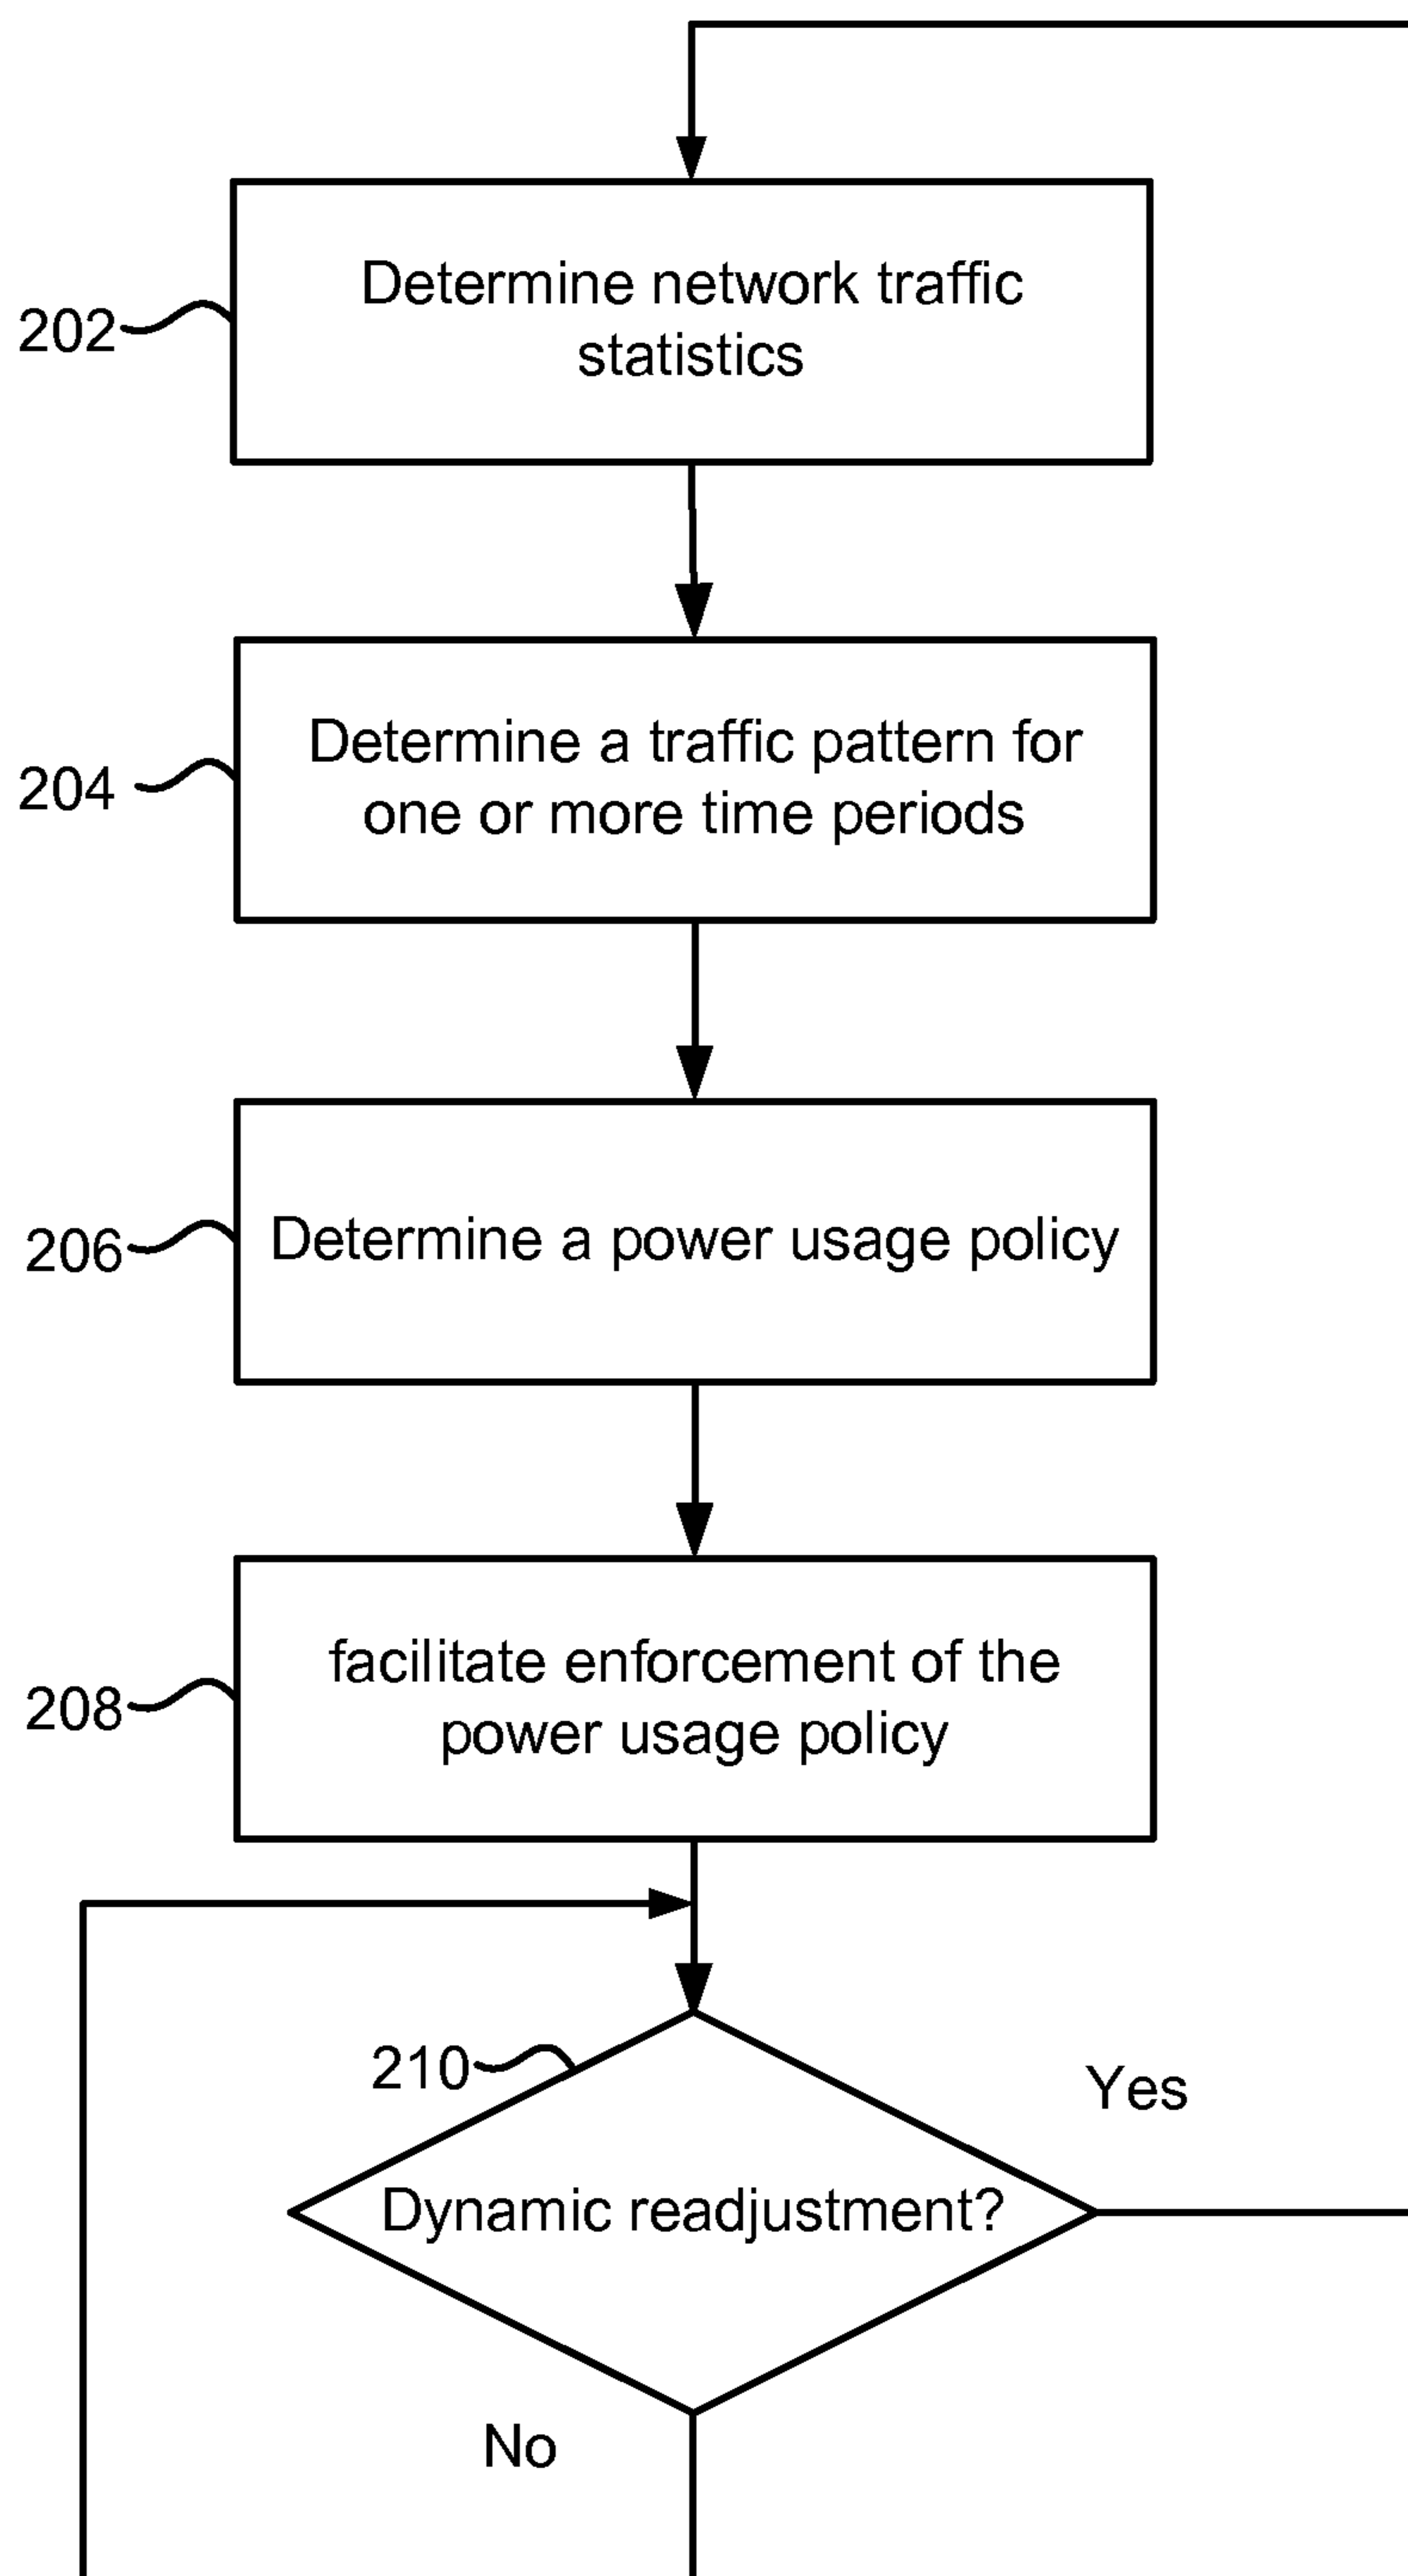 Determine network traffic
statistics
202
Determine a traffic pattern for
one or more time periods
204
Determine a power usage policy
206
facilitate enforcement of the
power usage policy
208
210
Yes
Dynamic readjustment?
No